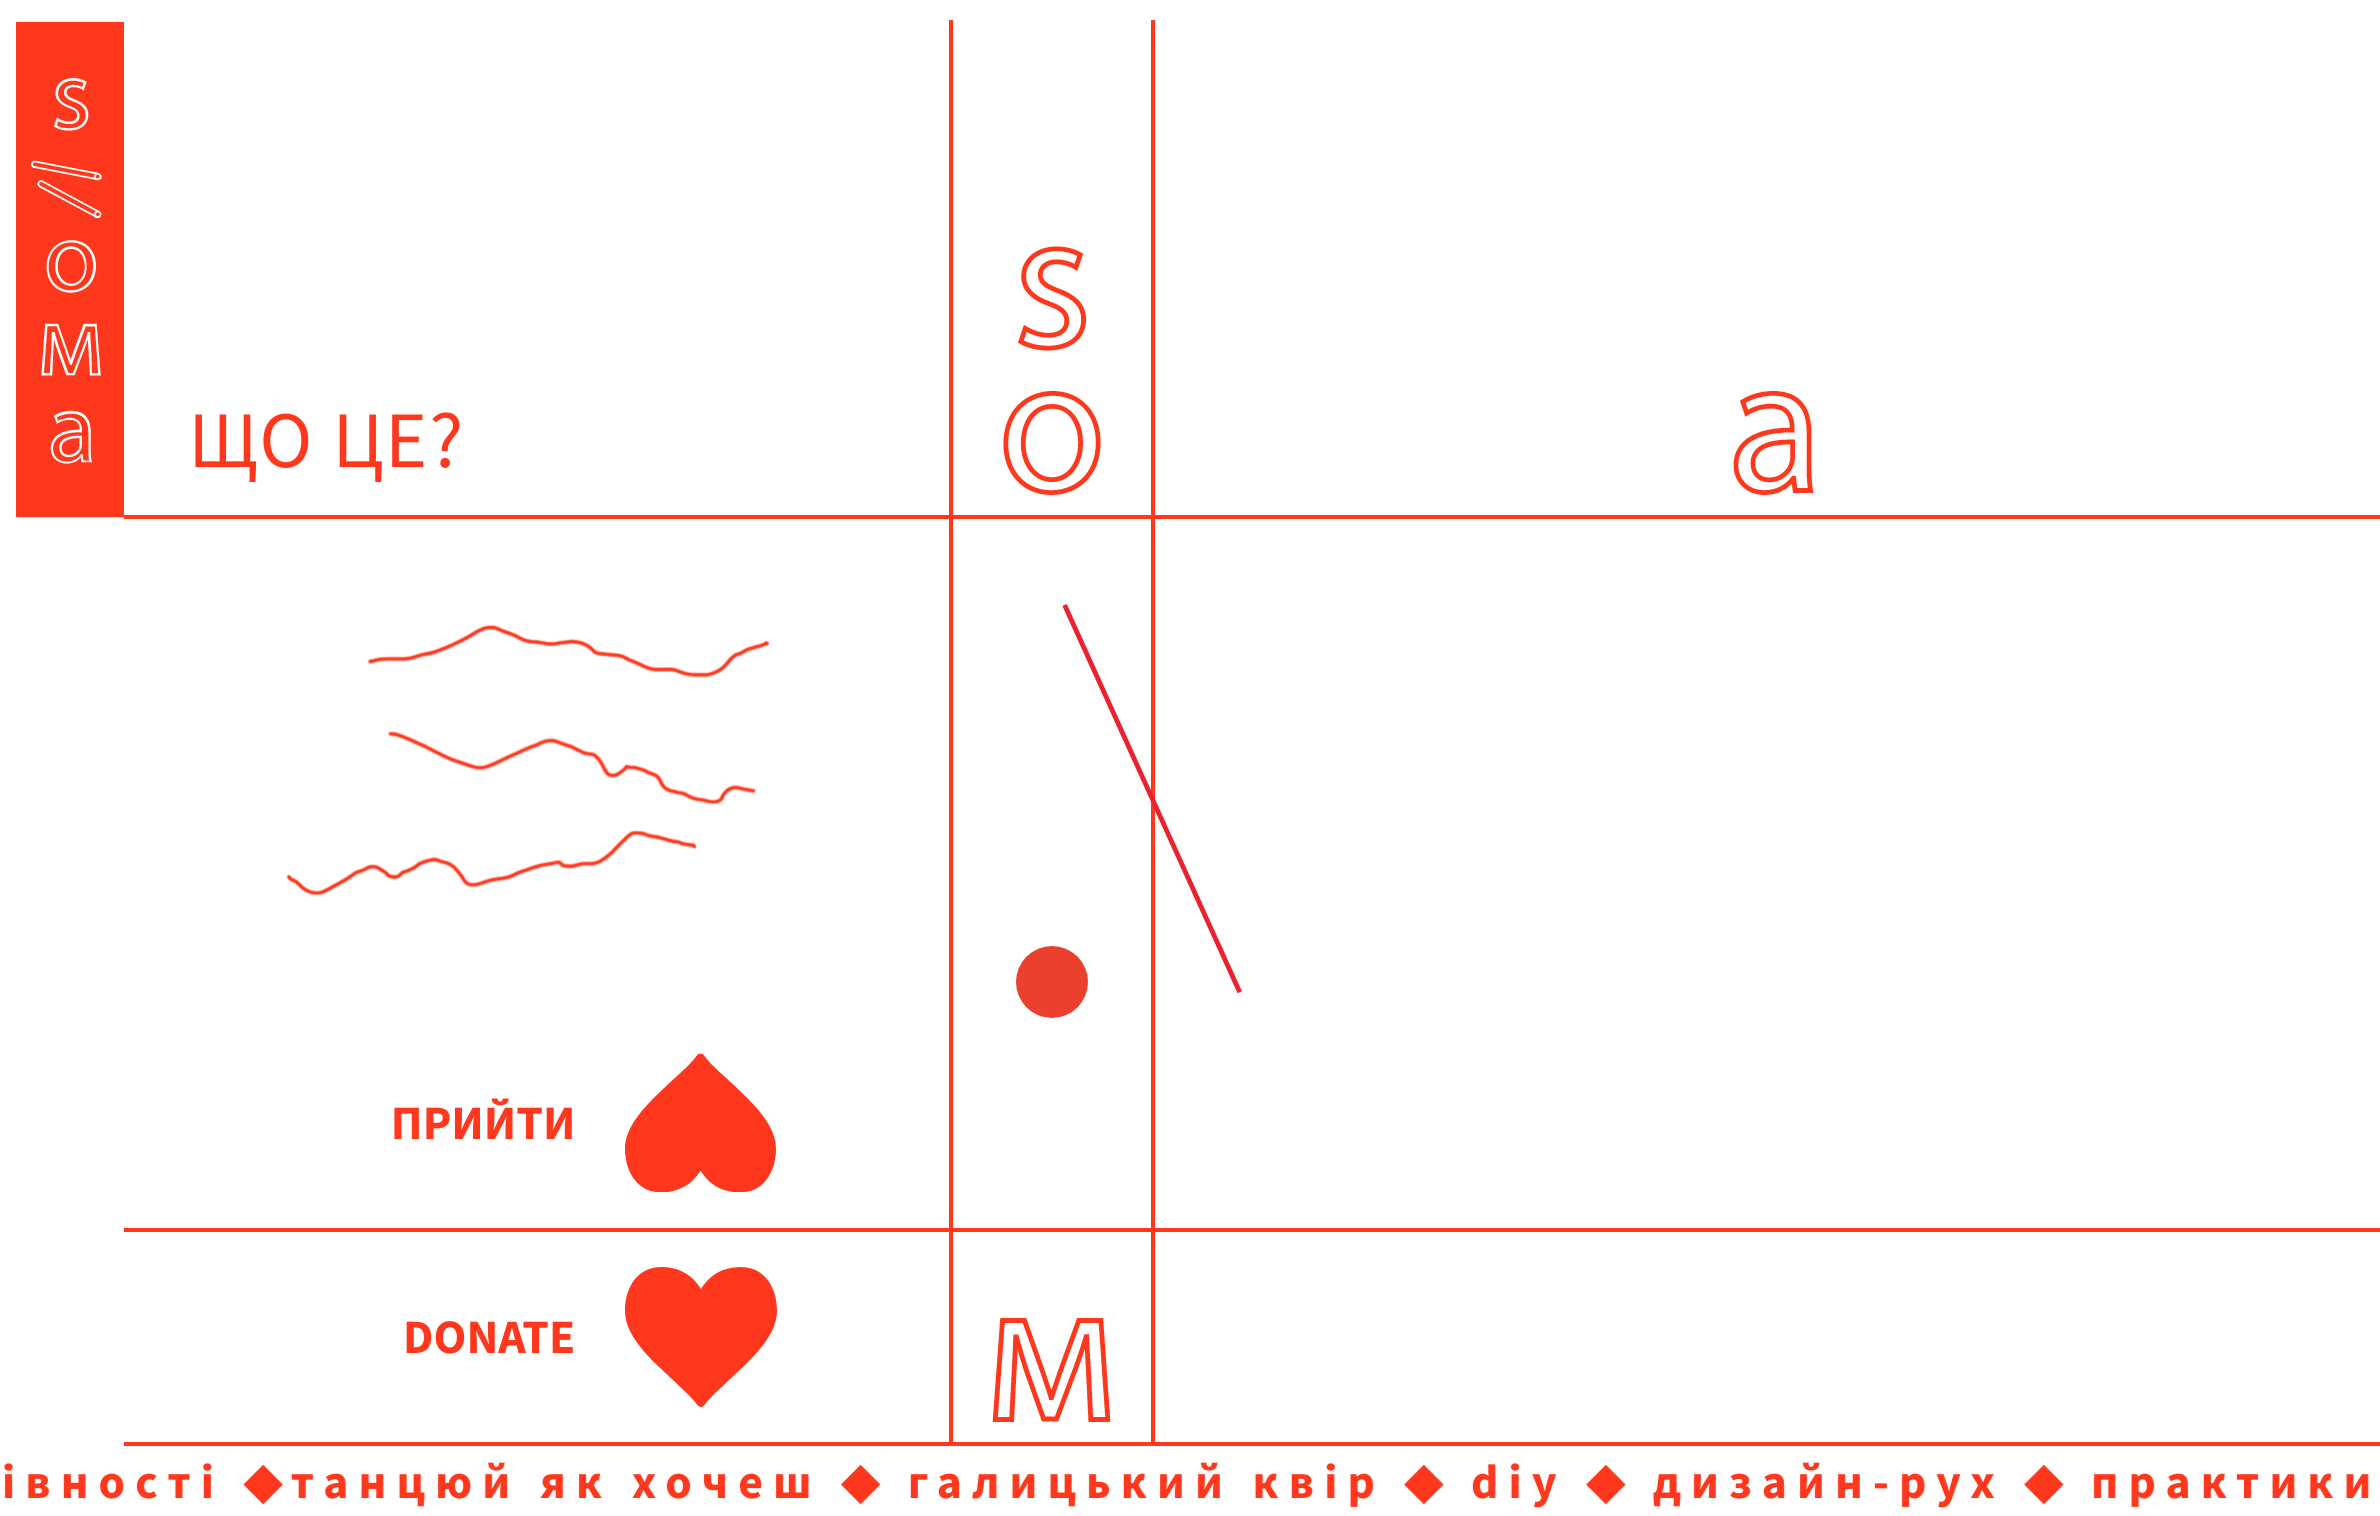 s\\oma
ЩО ЦЕ?
s
o
a
ПРИЙТИ
DONATE
м
івності ◆ танцюй як хочеш ◆ галицький квір ◆ diy ◆ дизайн-рух ◆ практики